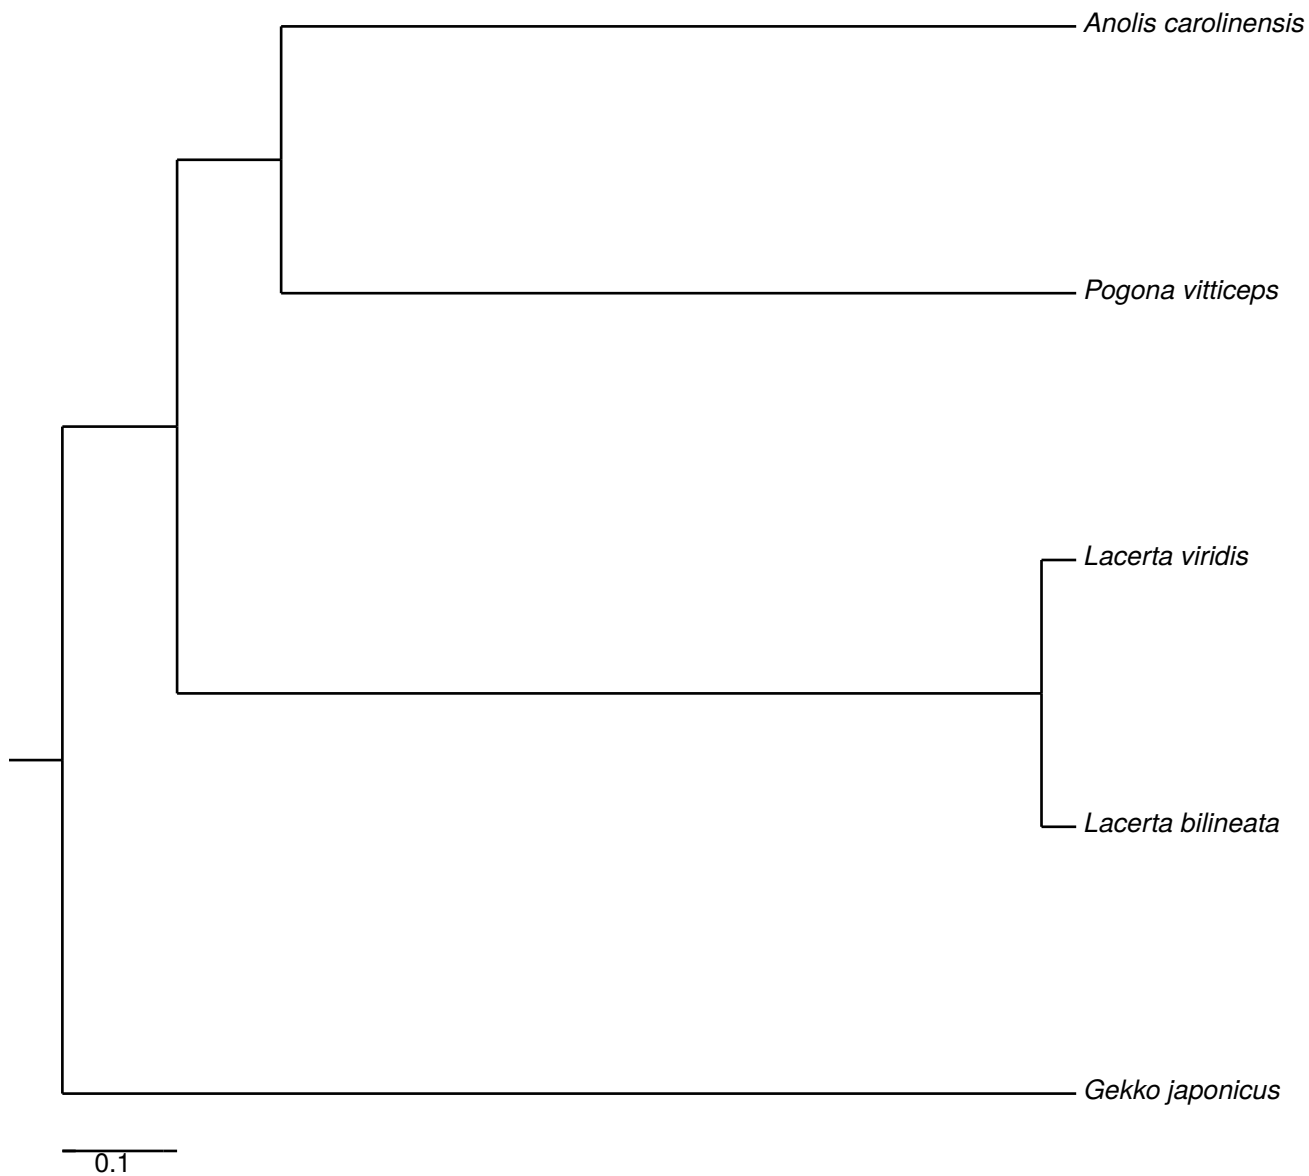 Anolis carolinensis
Pogona vitticeps
Lacerta viridis
Lacerta bilineata
Gekko japonicus
0.1